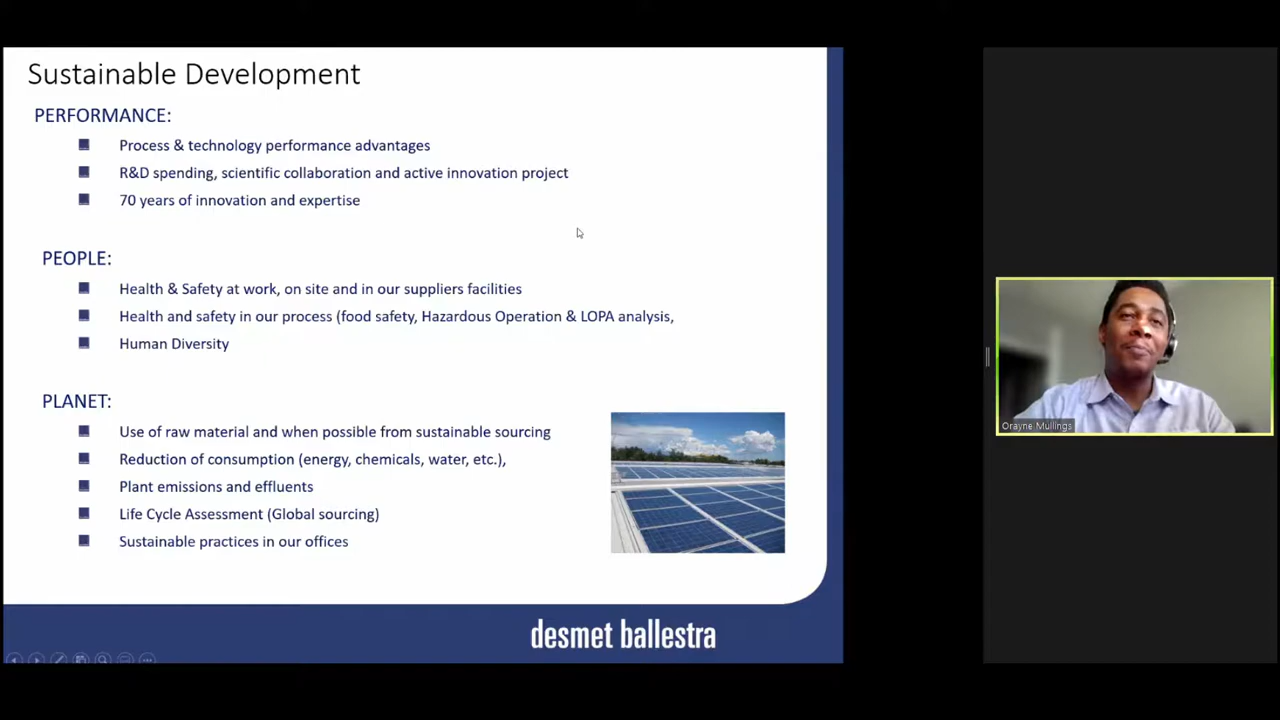 Sustainable Development
PERFORMANCE:
Process & technology performance advantages
R&D spending, scientific collaboration and active innovation project
70 years of innovation and expertise
PEOPLE:
Health & Safety at work, on site and in our suppliers facilities
Health and safety in our process (food safety, Hazardous Operation & LOPA analysis,
Human Diversity
PLANET:
Use of raw material and when possible from sustainable sourcing
Reduction of consumption (energy, chemicals, water, etc.),
Plant emissions and effluents
Life Cycle Assessment (Global sourcing)
Sustainable practices in our offices
desmet ballestra
Orayne Mullings